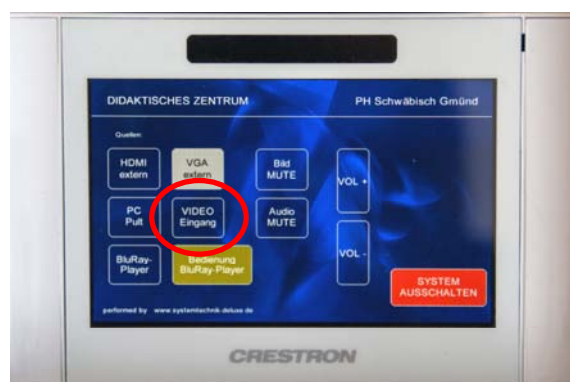 DIDAKTISCHES ZENTRUM
PH Schwäbisch Gmünd
Quellen:
HDMI
extern
VGA
extern
Bild
MUTE
VOL +
PC
Pult
VIDEO
Eingang
Audio
MUTE
BluRay-
Player
Bedienung
BluRay-Player
VOL -
SYSTEM
AUSSCHALTEN
performed by www.systemtechnik-deluxe.de
CRESTRON